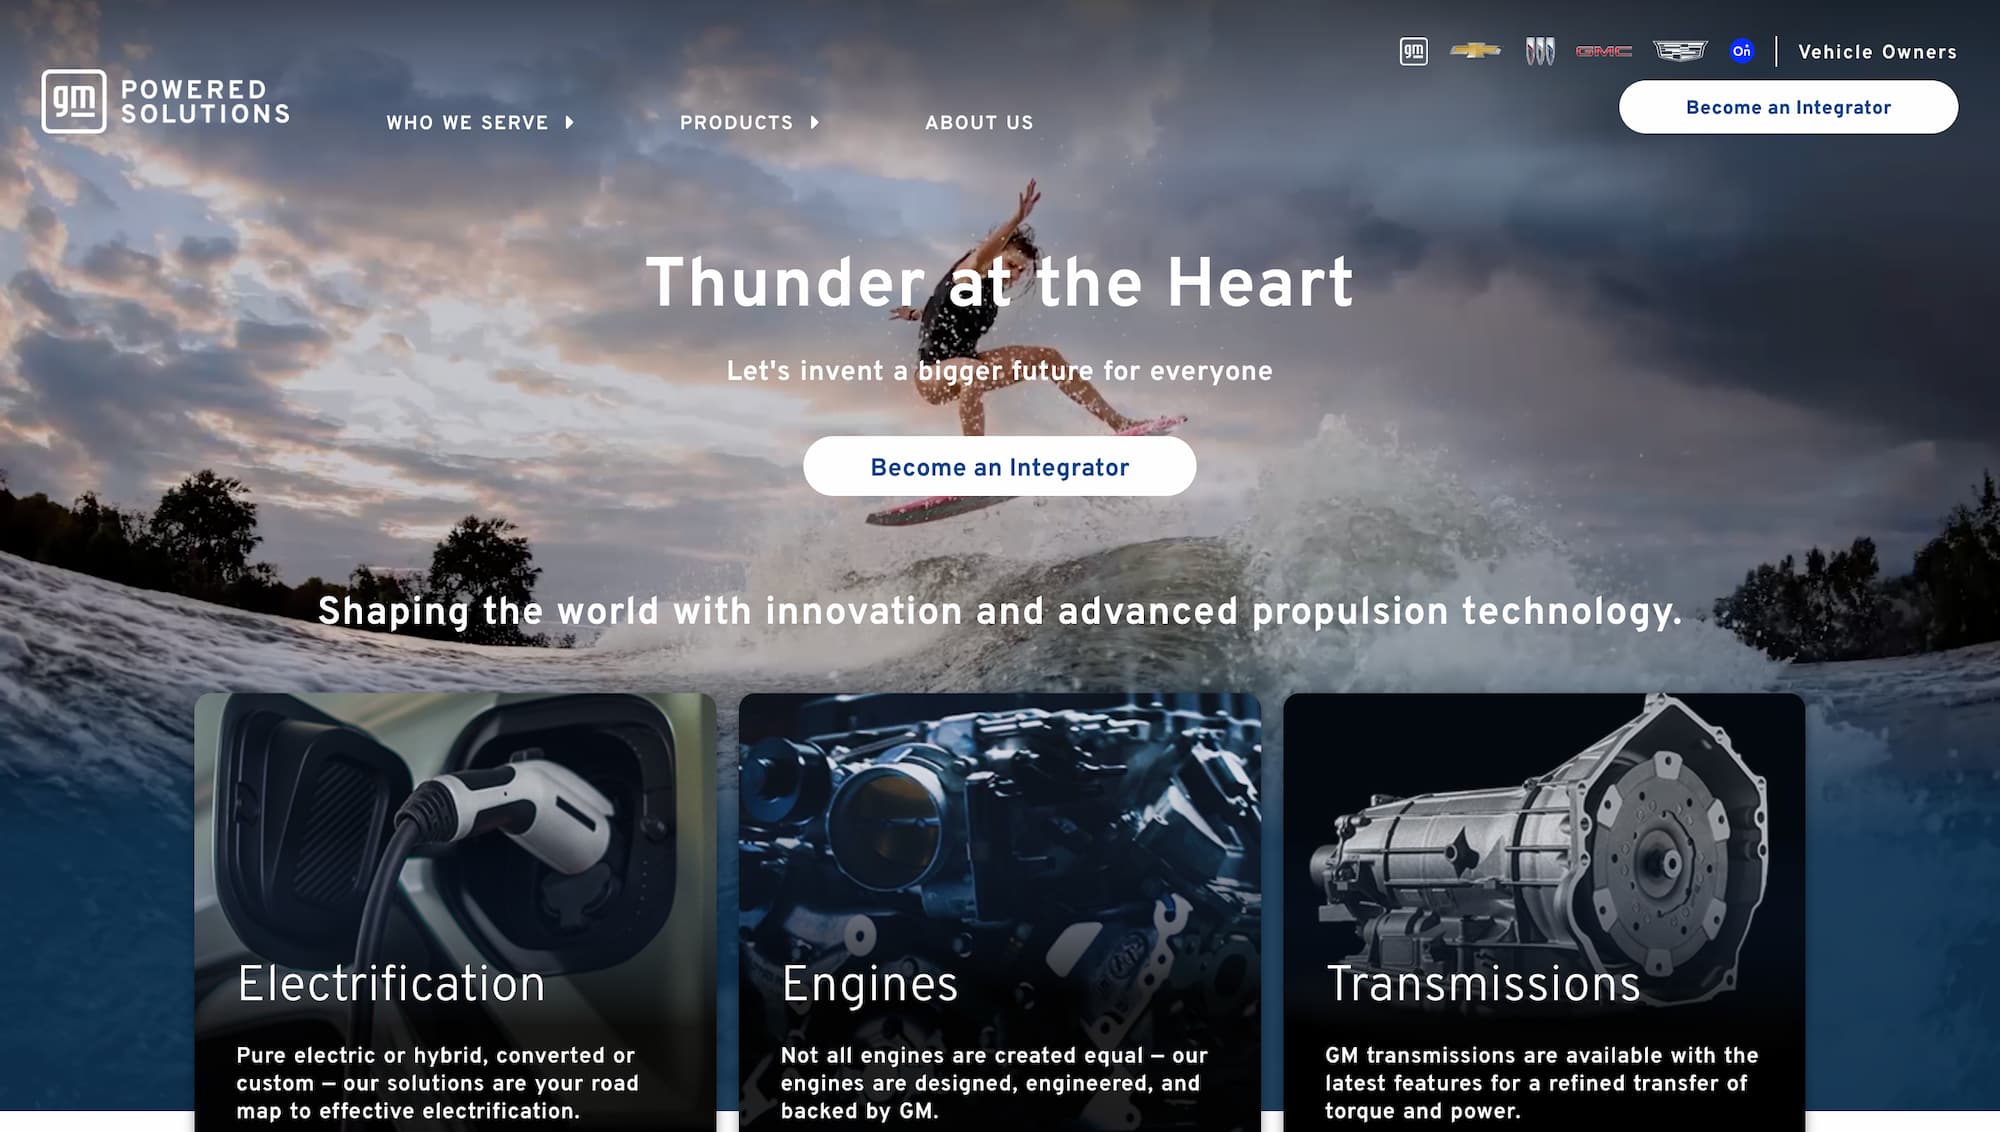 gm
GMC
On
Vehicle Owners
gm POWERED
SOLUTIONS
WHO WE SERVE
PRODUCTS
ABOUT US
Become an Integrator
Thunder at the Heart
Let's invent a bigger future for everyone
Become an Integrator
Shaping the world with innovation and advanced propulsion technology.
Electrification
Pure electric or hybrid, converted or
custom — our solutions are your road
map to effective electrification.
Engines
Not all engines are created equal — our
engines are designed, engineered, and
backed by GM.
Transmissions
GM transmissions are available with the
latest features for a refined transfer of
torque and power.